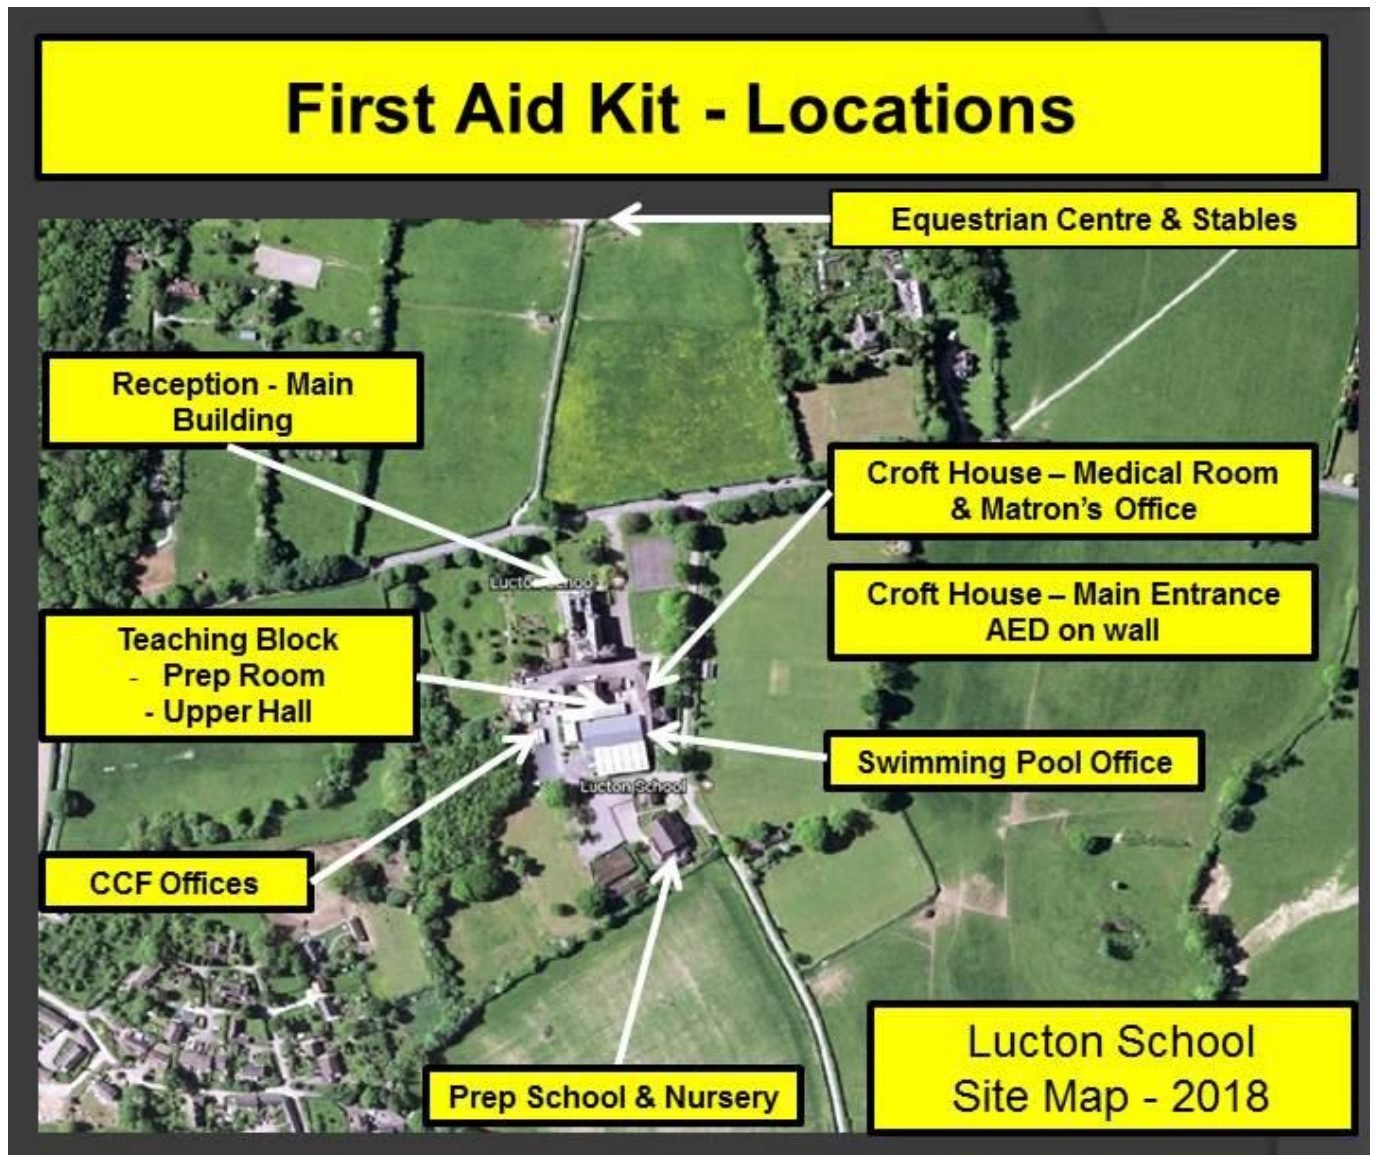 First Aid Kit - Locations
Equestrian Centre & Stables
Reception - Main
Building
Croft House – Medical Room
& Matron's Office
Lucton Schoo
Croft House – Main Entrance
AED on wall
Teaching Block
- Prep Room
- Upper Hall
Swimming Pool Office
Lucton School
CCF Offices
Prep School & Nursery
Lucton School
Site Map - 2018